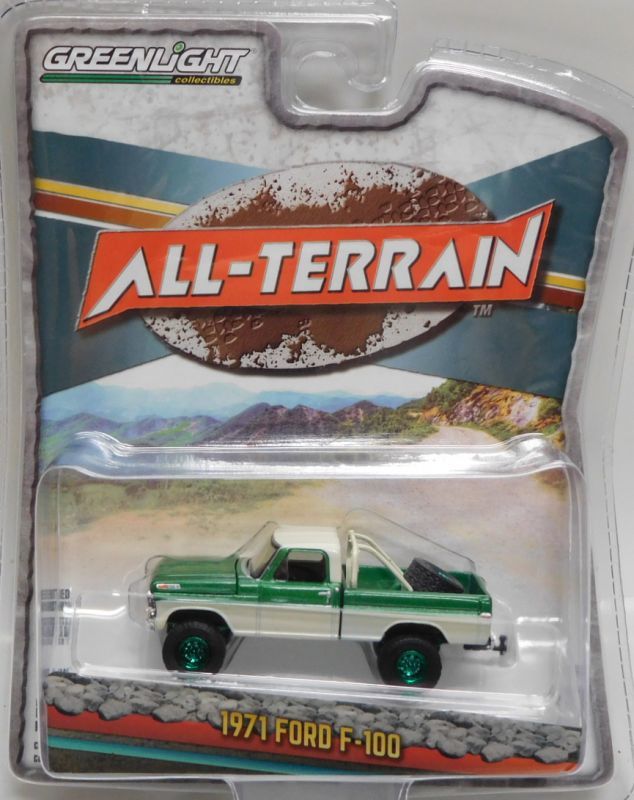 GREENLIGHT
collectibles
ALL-TERRAIN
TM
1971 FORD F-100